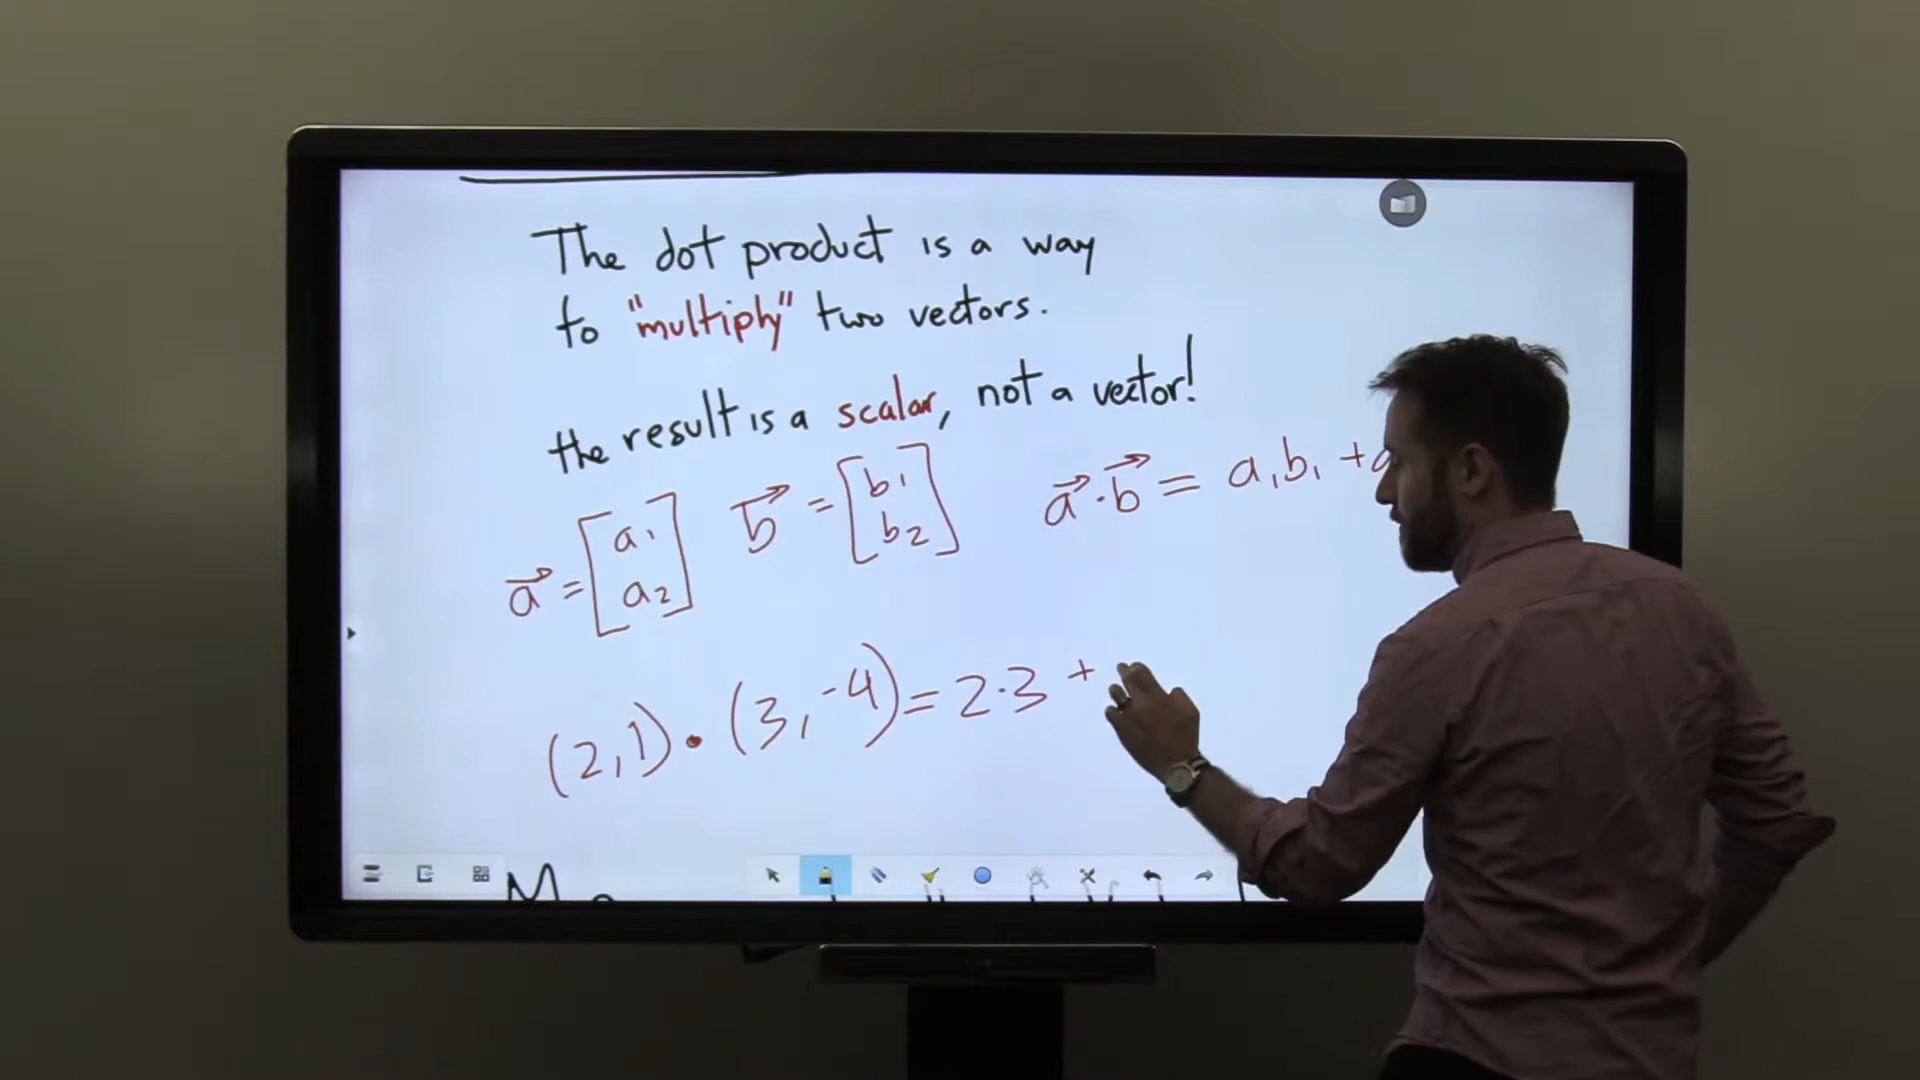 The dot product is a way
to "multiply" two vectors.
the result is a scalar, not a vector!
a⃗ = [a₁ a₂] b⃗ = [b₁ b₂] a⃗·b⃗ = a₁b₁ +
(2,1)·(3,-4) = 2·3 +